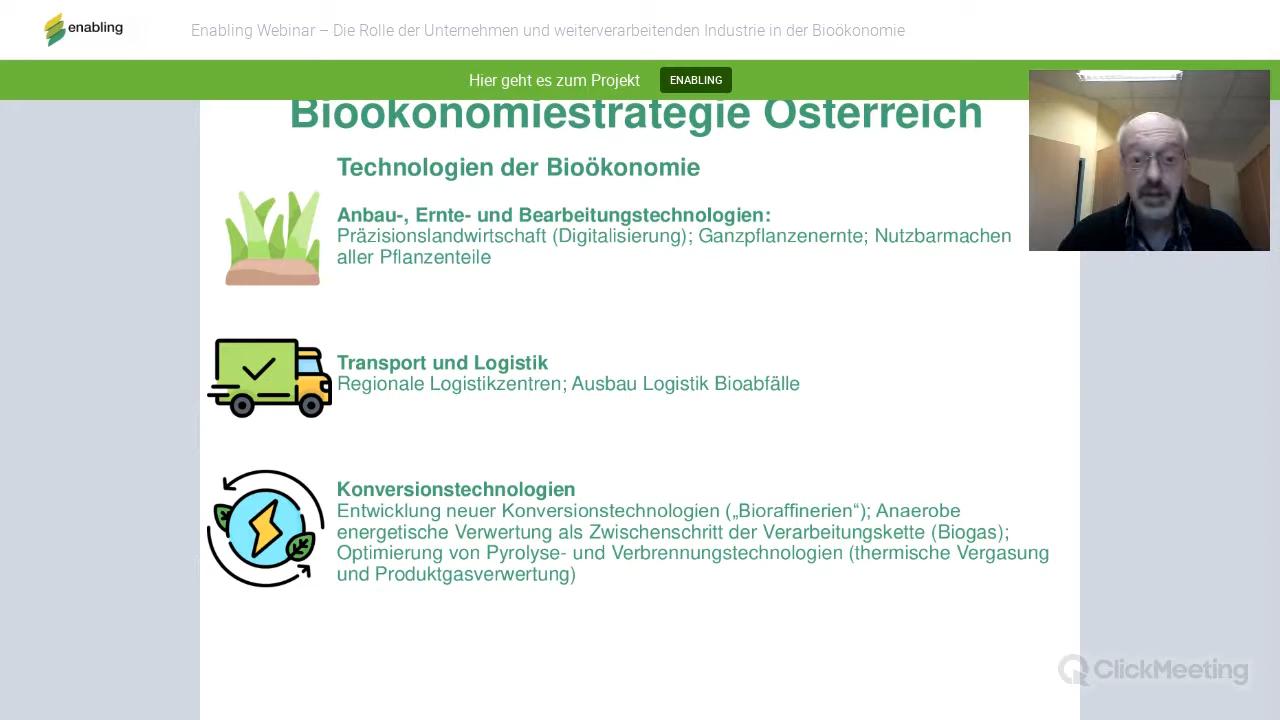 enabling
Enabling Webinar – Die Rolle der Unternehmen und weiterverarbeitenden Industrie in der Bioökonomie
Hier geht es zum Projekt
ENABLING
Bioökonomiestrategie Österreich
Technologien der Bioökonomie
Anbau-, Ernte- und Bearbeitungstechnologien:
Präzisionslandwirtschaft (Digitalisierung); Ganzpflanzenernte; Nutzbarmachen
aller Pflanzenteile
Transport und Logistik
Regionale Logistikzentren; Ausbau Logistik Bioabfälle
Konversionstechnologien
Entwicklung neuer Konversionstechnologien („Bioraffinerien“); Anaerobe
energetische Verwertung als Zwischenschritt der Verarbeitungskette (Biogas);
Optimierung von Pyrolyse- und Verbrennungstechnologien (thermische Vergasung
und Produktgasverwertung)
ClickMeeting